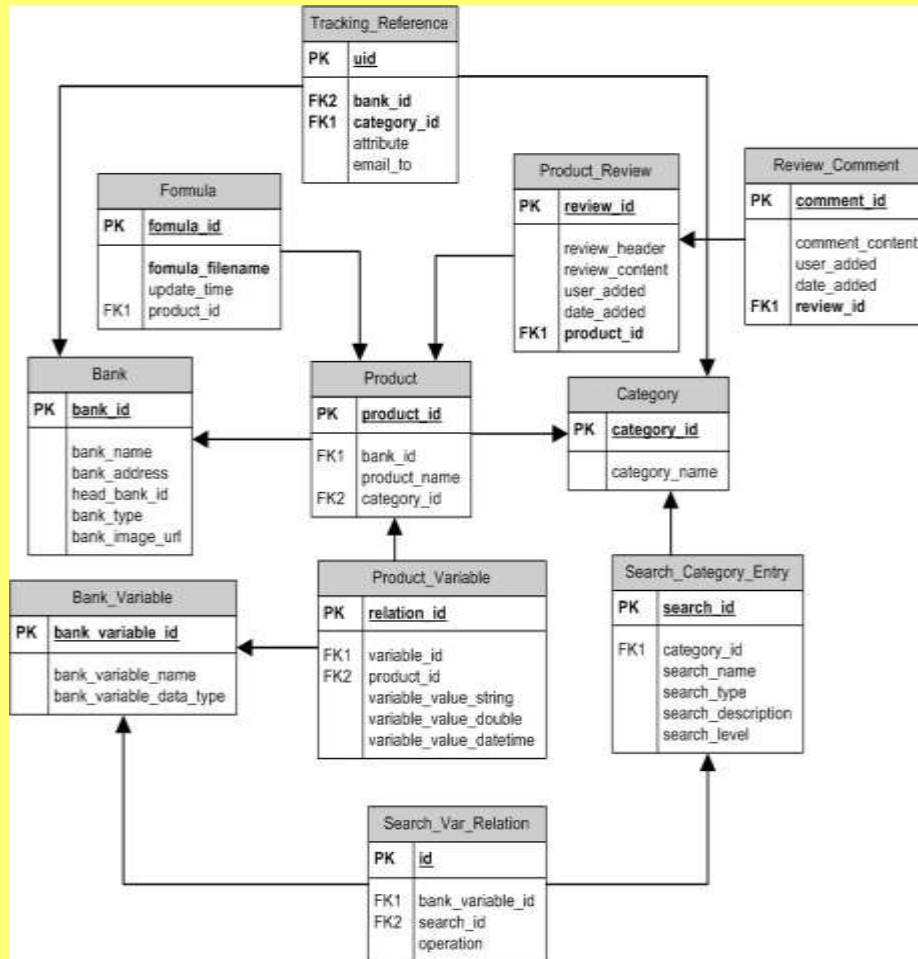 Tracking_Reference
PK uid
FK2 bank_id
FK1 category_id
attribute
email_to
Formula
PK fomula_id
fomula_filename
update_time
FK1 product_id
Product_Review
PK review_id
review_header
review_content
user_added
date_added
FK1 product_id
Review_Comment
PK comment_id
comment_content
user_added
date_added
FK1 review_id
Bank
PK bank_id
bank_name
bank_address
head_bank_id
bank_type
bank_image_url
Product
PK product_id
FK1 bank_id
product_name
FK2 category_id
Category
PK category_id
category_name
Bank_Variable
PK bank_variable_id
bank_variable_name
bank_variable_data_type
Product_Variable
PK relation_id
FK1 variable_id
FK2 product_id
variable_value_string
variable_value_double
variable_value_datetime
Search_Category_Entry
PK search_id
FK1 category_id
search_name
search_type
search_description
search_level
Search_Var_Relation
PK id
FK1 bank_variable_id
FK2 search_id
operation